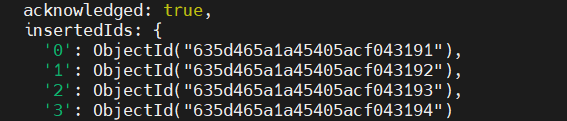 acknowledged: true,
insertedIds: {
'0': ObjectId("635d465a1a45405acf043191"),
'1': ObjectId("635d465a1a45405acf043192"),
'2': ObjectId("635d465a1a45405acf043193"),
'3': ObjectId("635d465a1a45405acf043194")